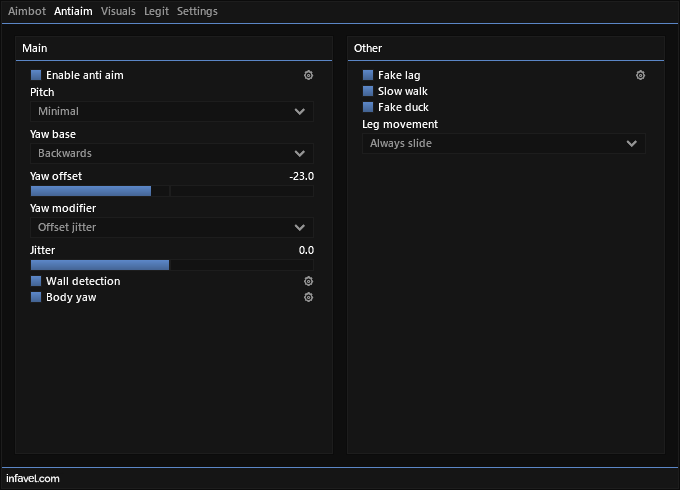 Aimbot Antiaim Visuals Legit Settings
Main
Enable anti aim
Pitch
Minimal
Yaw base
Backwards
Yaw offset -23.0
Yaw modifier
Offset jitter
Jitter 0.0
Wall detection
Body yaw
Other
Fake lag
Slow walk
Fake duck
Leg movement
Always slide
infavel.com